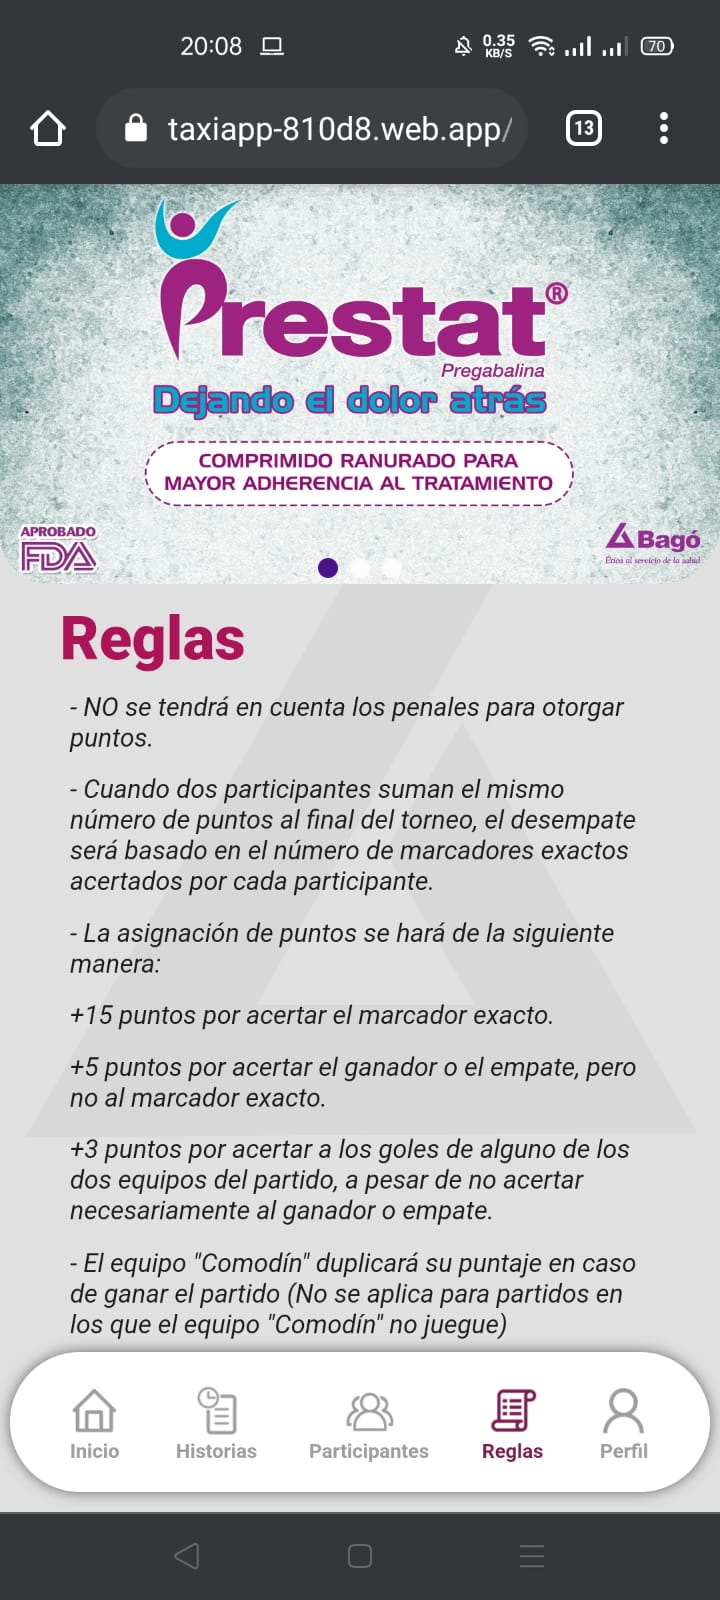 20:08
0.35
KB/S
70
taxiapp-810d8.web.app/
13
Prestat®
Pregabalina
Dejando el dolor atrás
COMPRIMIDO RANURADO PARA
MAYOR ADHERENCIA AL TRATAMIENTO
APROBADO
FDA
Bagó
Ética al servicio de la salud
Reglas
- NO se tendrá en cuenta los penales para otorgar
puntos.
- Cuando dos participantes suman el mismo
número de puntos al final del torneo, el desempate
será basado en el número de marcadores exactos
acertados por cada participante.
- La asignación de puntos se hará de la siguiente
manera:
+15 puntos por acertar el marcador exacto.
+5 puntos por acertar el ganador o el empate, pero
no al marcador exacto.
+3 puntos por acertar a los goles de alguno de los
dos equipos del partido, a pesar de no acertar
necesariamente al ganador o empate.
- El equipo "Comodín" duplicará su puntaje en caso
de ganar el partido (No se aplica para partidos en
los que el equipo "Comodín" no juegue)
Inicio
Historias
Participantes
Reglas
Perfil